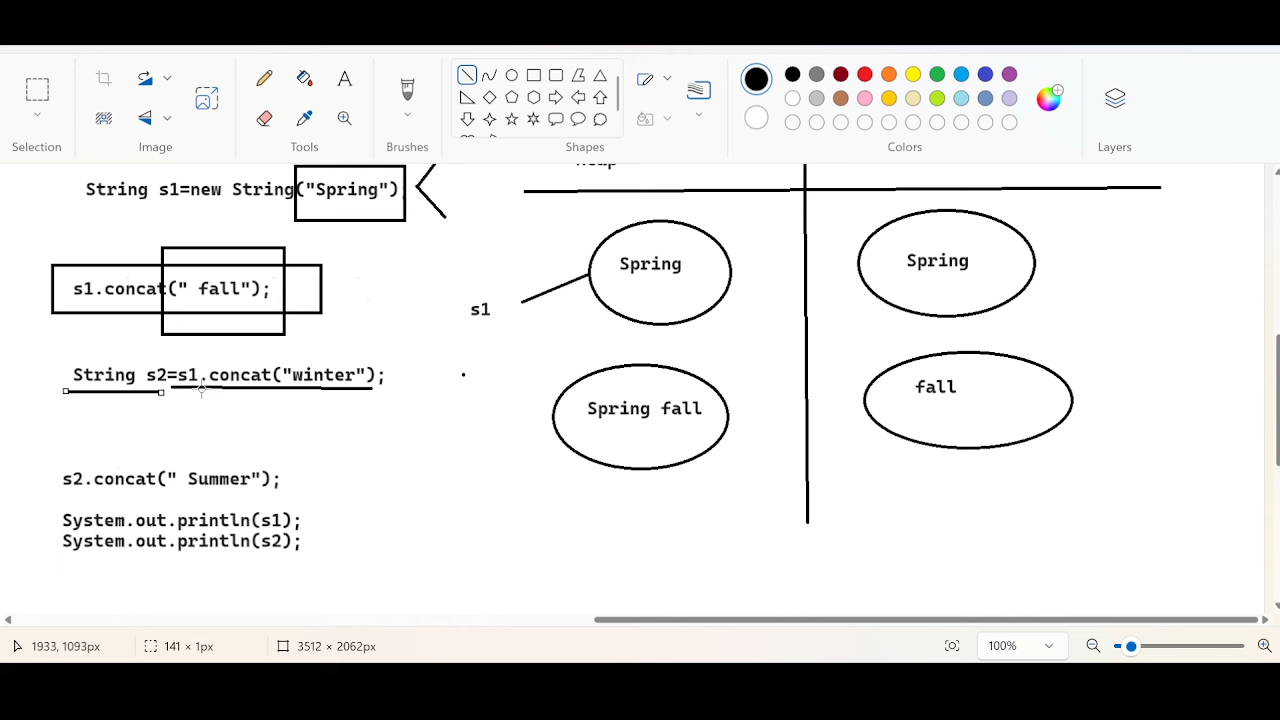 Selection
Image
Tools
Brushes
Shapes
Colors
Layers
String s1=new String("Spring")
s1.concat(" fall");
String s2=s1.concat("winter");
s2.concat(" Summer");
System.out.println(s1);
System.out.println(s2);
Spring
Spring
s1
Spring fall
fall
1933, 1093px
141 × 1px
3512 × 2062px
100%